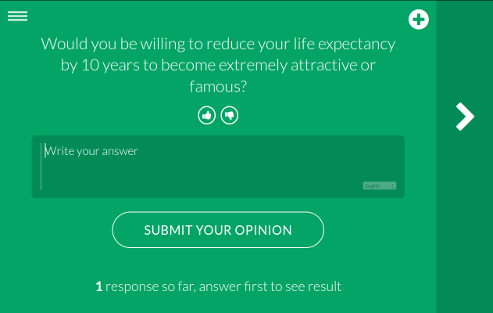 Would you be willing to reduce your life expectancy
by 10 years to become extremely attractive or
famous?
Write your answer
English
SUBMIT YOUR OPINION
1 response so far, answer first to see result